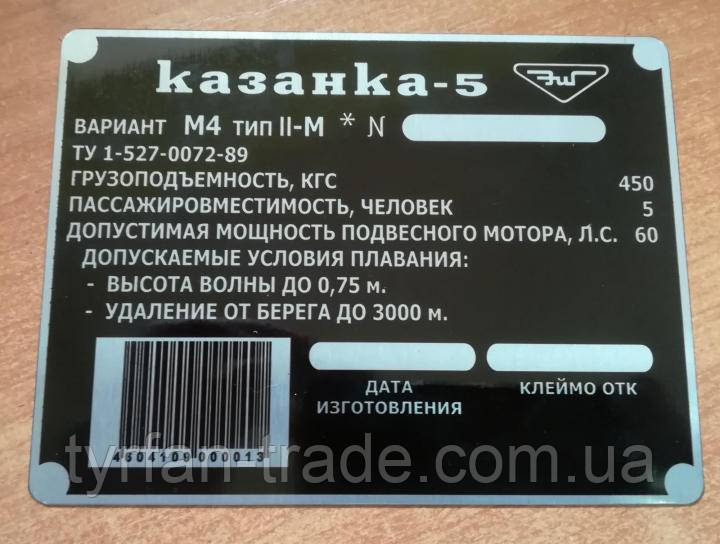 Казанка-5
ВАРИАНТ М4 ТИП II-М * N
ТУ 1-527-0072-89
ГРУЗОПОДЪЕМНОСТЬ, КГС 450
ПАССАЖИРОВМЕСТИМОСТЬ, ЧЕЛОВЕК 5
ДОПУСТИМАЯ МОЩНОСТЬ ПОДВЕСНОГО МОТОРА, Л.С. 60
ДОПУСКАЕМЫЕ УСЛОВИЯ ПЛАВАНИЯ:
- ВЫСОТА ВОЛНЫ ДО 0,75 м.
- УДАЛЕНИЕ ОТ БЕРЕГА ДО 3000 м.
ДАТА
ИЗГОТОВЛЕНИЯ
КЛЕЙМО ОТК
4604109000013
tyrfan-trade.com.ua